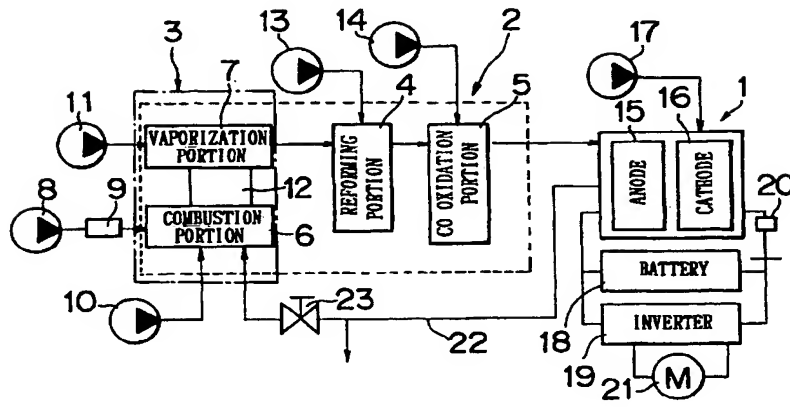 3
13
14
2
17
7
4
5
15
16
1
11
VAPORIZATION
PORTION
REFORMING
PORTION
CO OXIDATION
PORTION
ANODE
CATHODE
20
8
9
12
COMBUSTION
PORTION
6
10
23
22
BATTERY
18
INVERTER
19
21
M